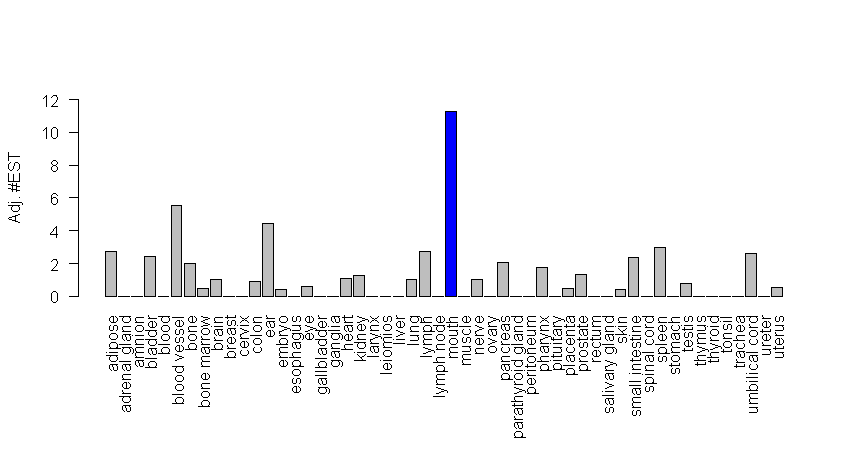 Adj. #EST
12
10
8
6
4
2
0
adipose
adrenal gland
amnion
bladder
blood
blood vessel
bone
bone marrow
brain
breast
cervix
colon
ear
embryo
esophagus
eye
gallbladder
ganglia
heart
kidney
larynx
leiomios
liver
lung
lymph
lymph node
mouth
muscle
nerve
ovary
pancreas
parathyroid gland
peritoneum
pharynx
pituitary
placenta
prostate
rectum
salivary gland
skin
small intestine
spinal cord
spleen
stomach
testis
thymus
thyroid
tonsil
trachea
umbilical cord
ureter
uterus